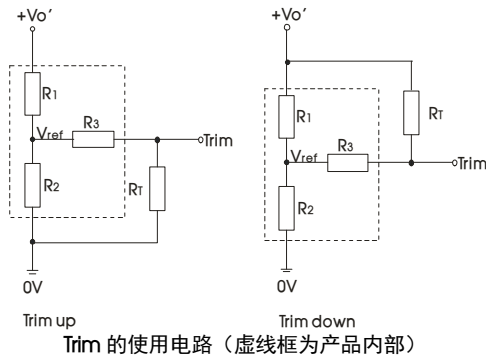 +Vo'
R1
Vref
R3
Trim
R2
RT
0V
Trim up
+Vo'
R1
RT
Vref
R3
Trim
R2
0V
Trim down
Trim 的使用电路（虚线框为产品内部）